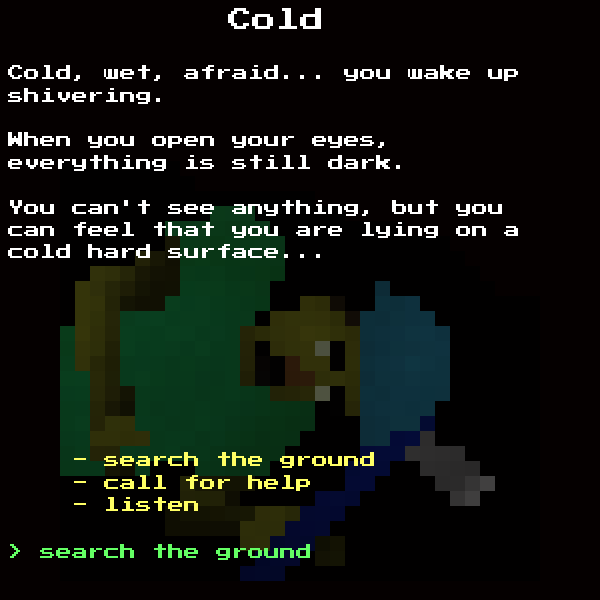 Cold
Cold, wet, afraid... you wake up
shivering.
When you open your eyes,
everything is still dark.
You can't see anything, but you
can feel that you are lying on a
cold hard surface...
- search the ground
- call for help
- listen
> search the ground